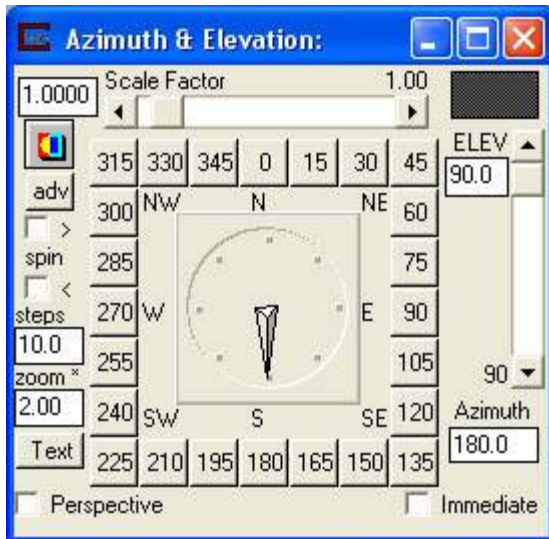 Azimuth & Elevation:
1.0000 Scale Factor 1.00
ELEV
90.0
315 330 345 0 15 30 45
adv
300 NW N NE 60
>
spin 285 75
<
steps 270 W E 90
10.0
255 105 90
zoom *
2.00 240 SW S SE 120 Azimuth
180.0
Text 225 210 195 180 165 150 135
Perspective Immediate